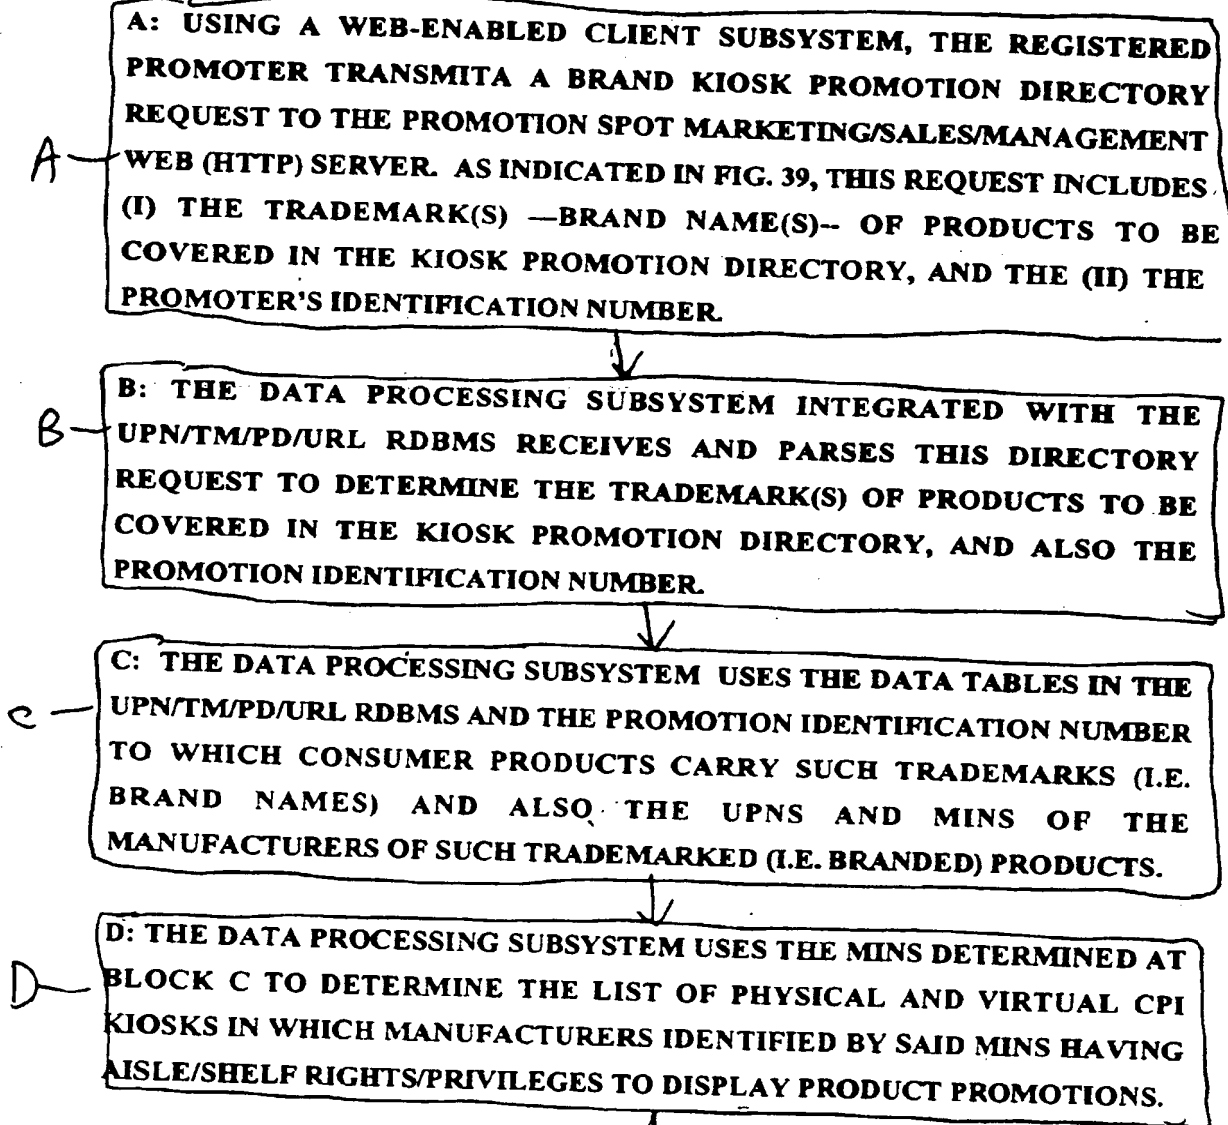 A: USING A WEB-ENABLED CLIENT SUBSYSTEM, THE REGISTERED
PROMOTER TRANSMITA A BRAND KIOSK PROMOTION DIRECTORY
REQUEST TO THE PROMOTION SPOT MARKETING/SALES/MANAGEMENT
A WEB (HTTP) SERVER. AS INDICATED IN FIG. 39, THIS REQUEST INCLUDES
(I) THE TRADEMARK(S) —BRAND NAME(S)-- OF PRODUCTS TO BE
COVERED IN THE KIOSK PROMOTION DIRECTORY, AND THE (II) THE
PROMOTER'S IDENTIFICATION NUMBER.
B: THE DATA PROCESSING SUBSYSTEM INTEGRATED WITH THE
B UPN/TM/PD/URL RDBMS RECEIVES AND PARSES THIS DIRECTORY
REQUEST TO DETERMINE THE TRADEMARK(S) OF PRODUCTS TO BE
COVERED IN THE KIOSK PROMOTION DIRECTORY, AND ALSO THE
PROMOTION IDENTIFICATION NUMBER.
C: THE DATA PROCESSING SUBSYSTEM USES THE DATA TABLES IN THE
C UPN/TM/PD/URL RDBMS AND THE PROMOTION IDENTIFICATION NUMBER
TO WHICH CONSUMER PRODUCTS CARRY SUCH TRADEMARKS (I.E.
BRAND NAMES) AND ALSO THE UPNS AND MINS OF THE
MANUFACTURERS OF SUCH TRADEMARKED (I.E. BRANDED) PRODUCTS.
D: THE DATA PROCESSING SUBSYSTEM USES THE MINS DETERMINED AT
D BLOCK C TO DETERMINE THE LIST OF PHYSICAL AND VIRTUAL CPI
KIOSKS IN WHICH MANUFACTURERS IDENTIFIED BY SAID MINS HAVING
AISLE/SHELF RIGHTS/PRIVILEGES TO DISPLAY PRODUCT PROMOTIONS.